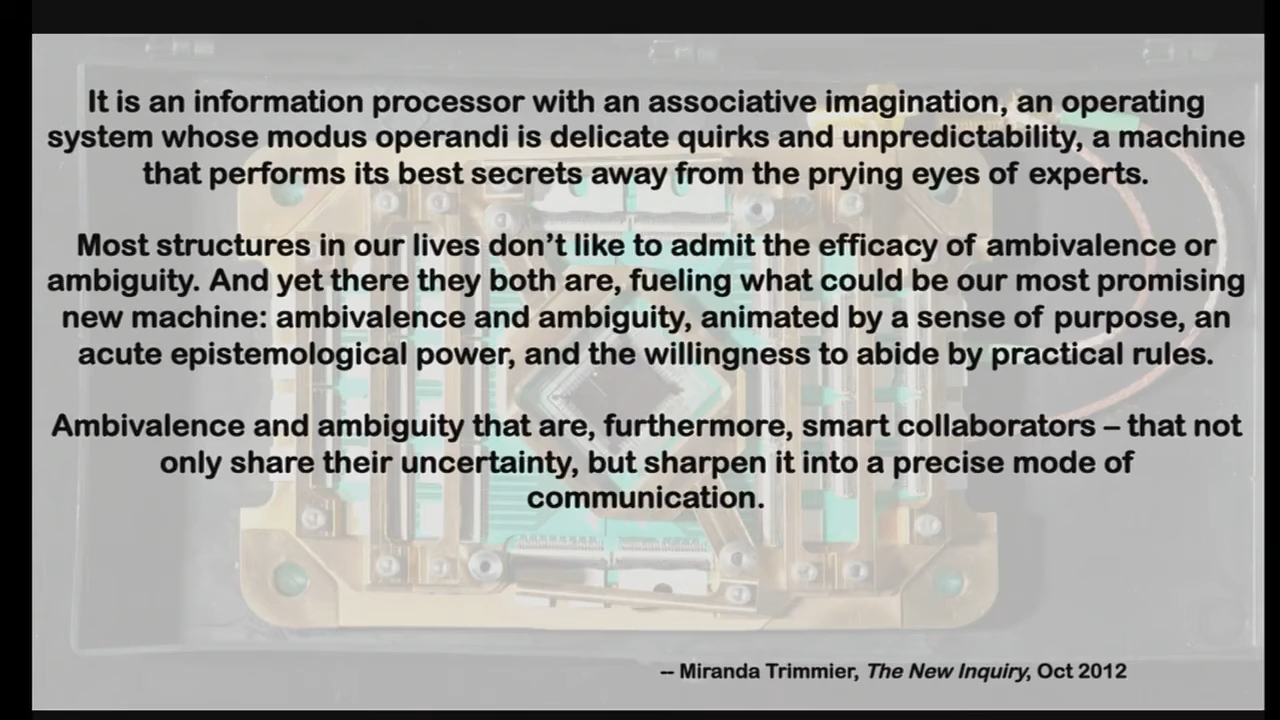 It is an information processor with an associative imagination, an operating
system whose modus operandi is delicate quirks and unpredictability, a machine
that performs its best secrets away from the prying eyes of experts.
Most structures in our lives don’t like to admit the efficacy of ambivalence or
ambiguity. And yet there they both are, fueling what could be our most promising
new machine: ambivalence and ambiguity, animated by a sense of purpose, an
acute epistemological power, and the willingness to abide by practical rules.
Ambivalence and ambiguity that are, furthermore, smart collaborators – that not
only share their uncertainty, but sharpen it into a precise mode of
communication.
-- Miranda Trimmier, The New Inquiry, Oct 2012